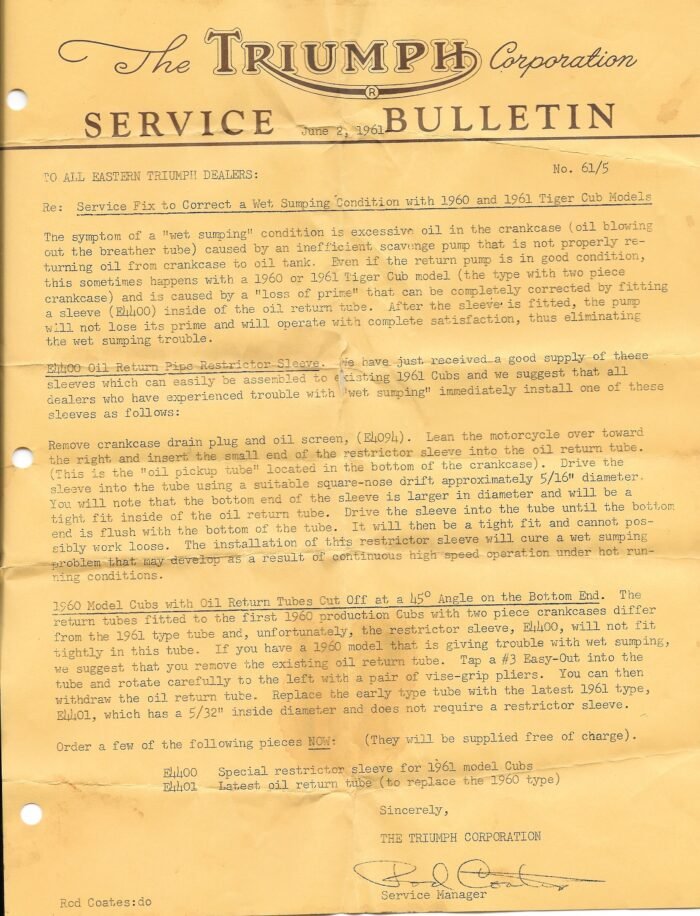 The TRIUMPH Corporation
®
SERVICE BULLETIN
June 2, 1961
No. 61/5
TO ALL EASTERN TRIUMPH DEALERS:
Re: Service Fix to Correct a Wet Sumping Condition with 1960 and 1961 Tiger Cub Models
The symptom of a "wet sumping" condition is excessive oil in the crankcase (oil blowing
out the breather tube) caused by an inefficient scavenge pump that is not properly re-
turning oil from crankcase to oil tank. Even if the return pump is in good condition,
this sometimes happens with a 1960 or 1961 Tiger Cub model (the type with two piece
crankcase) and is caused by a "loss of prime" that can be completely corrected by fitting
a sleeve (E4400) inside of the oil return tube. After the sleeve is fitted, the pump
will not lose its prime and will operate with complete satisfaction, thus eliminating
the wet sumping trouble.
E4400 Oil Return Pipe Restrictor Sleeve. We have just received a good supply of these
sleeves which can easily be assembled to existing 1961 Cubs and we suggest that all
dealers who have experienced trouble with "wet sumping" immediately install one of these
sleeves as follows:
Remove crankcase drain plug and oil screen, (E4094). Lean the motorcycle over toward
the right and insert the small end of the restrictor sleeve into the oil return tube.
(This is the "oil pickup tube" located in the bottom of the crankcase). Drive the
sleeve into the tube using a suitable square-nose drift approximately 5/16" diameter.
You will note that the bottom end of the sleeve is larger in diameter and will be a
tight fit inside of the oil return tube. Drive the sleeve into the tube until the bottom
end is flush with the bottom of the tube. It will then be a tight fit and cannot pos-
sibly work loose. The installation of this restrictor sleeve will cure a wet sumping
problem that may develop as a result of continuous high speed operation under hot run-
ning conditions.
1960 Model Cubs with Oil Return Tubes Cut Off at a 45° Angle on the Bottom End. The
return tubes fitted to the first 1960 production Cubs with two piece crankcases differ
from the 1961 type tube and, unfortunately, the restrictor sleeve, E4400, will not fit
tightly in this tube. If you have a 1960 model that is giving trouble with wet sumping,
we suggest that you remove the existing oil return tube. Tap a #3 Easy-Out into the
tube and rotate carefully to the left with a pair of vise-grip pliers. You can then
withdraw the oil return tube. Replace the early type tube with the latest 1961 type,
E4401, which has a 5/32" inside diameter and does not require a restrictor sleeve.
Order a few of the following pieces NOW: (They will be supplied free of charge).
E4400 Special restrictor sleeve for 1961 model Cubs
E4401 Latest oil return tube (to replace the 1960 type)
Sincerely,
THE TRIUMPH CORPORATION
Rod Coates
Service Manager
Rod Coates:do